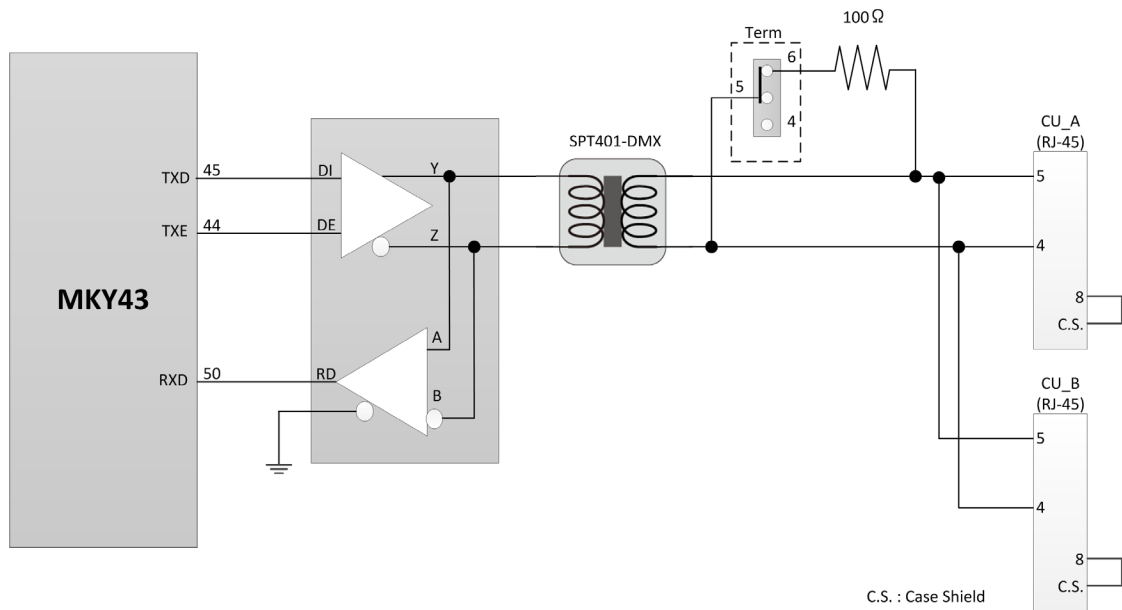 100Ω
Term
6
5
4
SPT401-DMX
CU_A
(RJ-45)
5
4
8
C.S.
MKY43
TXD
45
DI
Y
TXE
44
DE
Z
A
RXD
50
RD
B
CU_B
(RJ-45)
5
4
8
C.S.
C.S. : Case Shield